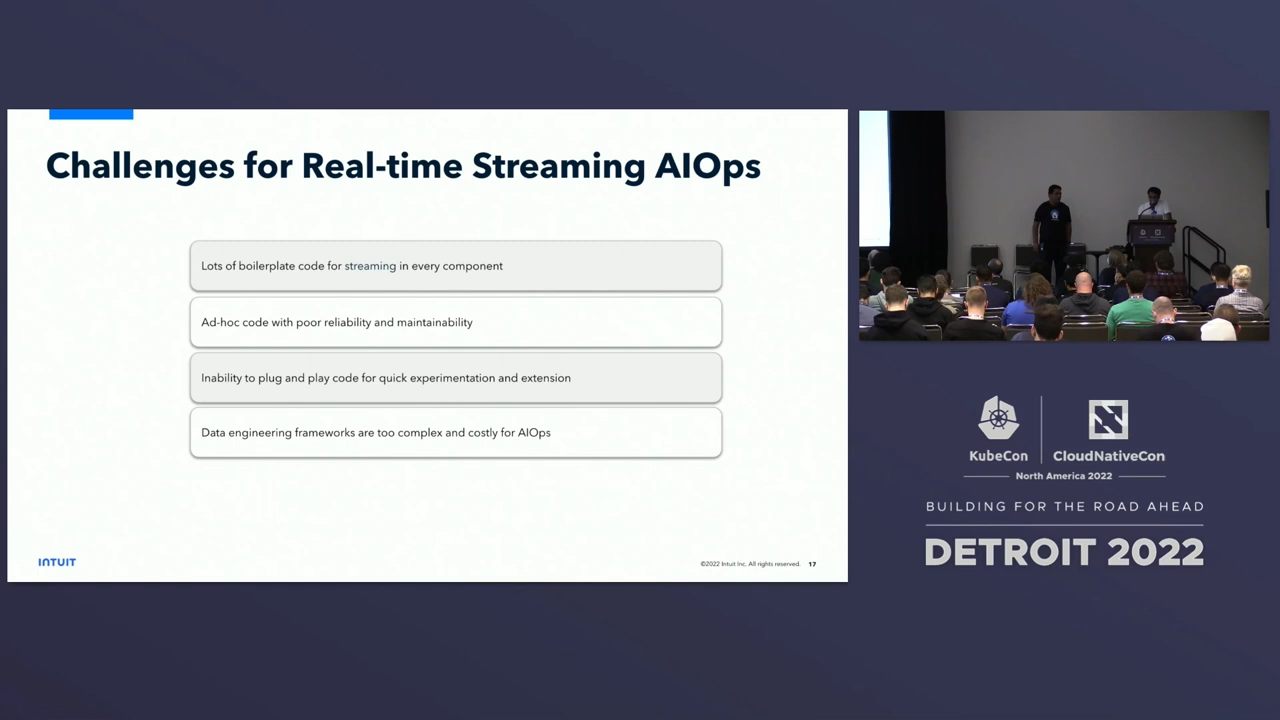 Challenges for Real-time Streaming AIOps
Lots of boilerplate code for streaming in every component
Ad-hoc code with poor reliability and maintainability
Inability to plug and play code for quick experimentation and extension
Data engineering frameworks are too complex and costly for AIOps
INTUIT
©2022 Intuit Inc. All rights reserved. 17
KubeCon CloudNativeCon
North America 2022
BUILDING FOR THE ROAD AHEAD
DETROIT 2022